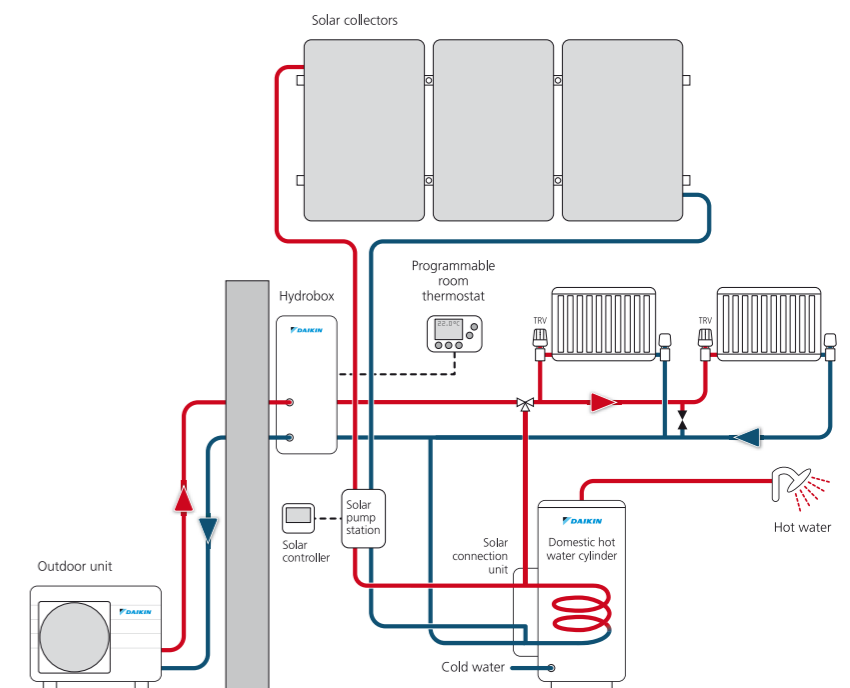 Solar collectors
Programmable
room
thermostat
Hydrobox
DAIKIN
22.0°C
TRV
TRV
Solar
pump
station
Solar
controller
Solar
connection
unit
DAIKIN
Domestic hot
water cylinder
Hot water
Outdoor unit
DAIKIN
Cold water